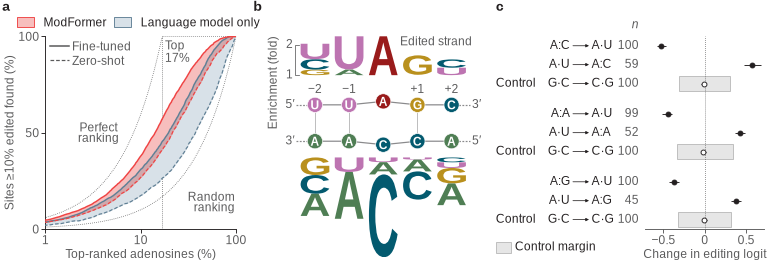 a
ModFormer
Language model only
100
50
0
Sites ≥10% edited found (%)
Fine-tuned
Zero-shot
Top
17%
Perfect
ranking
Random
ranking
1
10
100
Top-ranked adenosines (%)
b
Enrichment (fold)
2
1
Edited strand
U
C
G
U
A
A
G
U
C
−2
−1
+1
+2
5′
U
U
A
G
C
3′
3′
A
A
C
C
A
5′
G
C
A
U
A
U
A
C
U
A
C
C
G
A
c
n
A:C → A·U 100
A·U → A:C 59
Control G·C → C·G 100
A:A → A·U 99
A·U → A:A 52
Control G·C → C·G 100
A:G → A·U 100
A·U → A:G 45
Control G·C → C·G 100
Control margin
−0.5
0
0.5
Change in editing logit